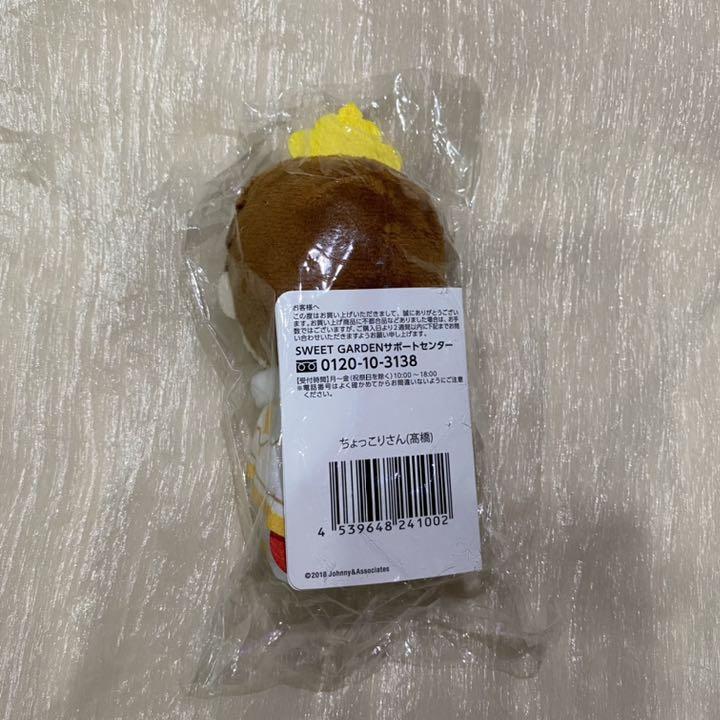 お客様へ
この度はお買い上げいただきまして、誠にありがとうございま
す。お買い上げ商品に不都合品などありました場合は、お手
数ではございますが、ご購入日より2週間以内に下記までお問
い合わせいただきますようお願い申し上げます。
SWEET GARDENサポートセンター
0120-10-3138
【受付時間】月〜金(祝祭日を除く)10:00〜18:00
※電話番号はよく確かめてからお間違いないようにご注意
ください。
ちょっこりさん(髙橋)
4 539648 241002
©2018 Johnny&Associates